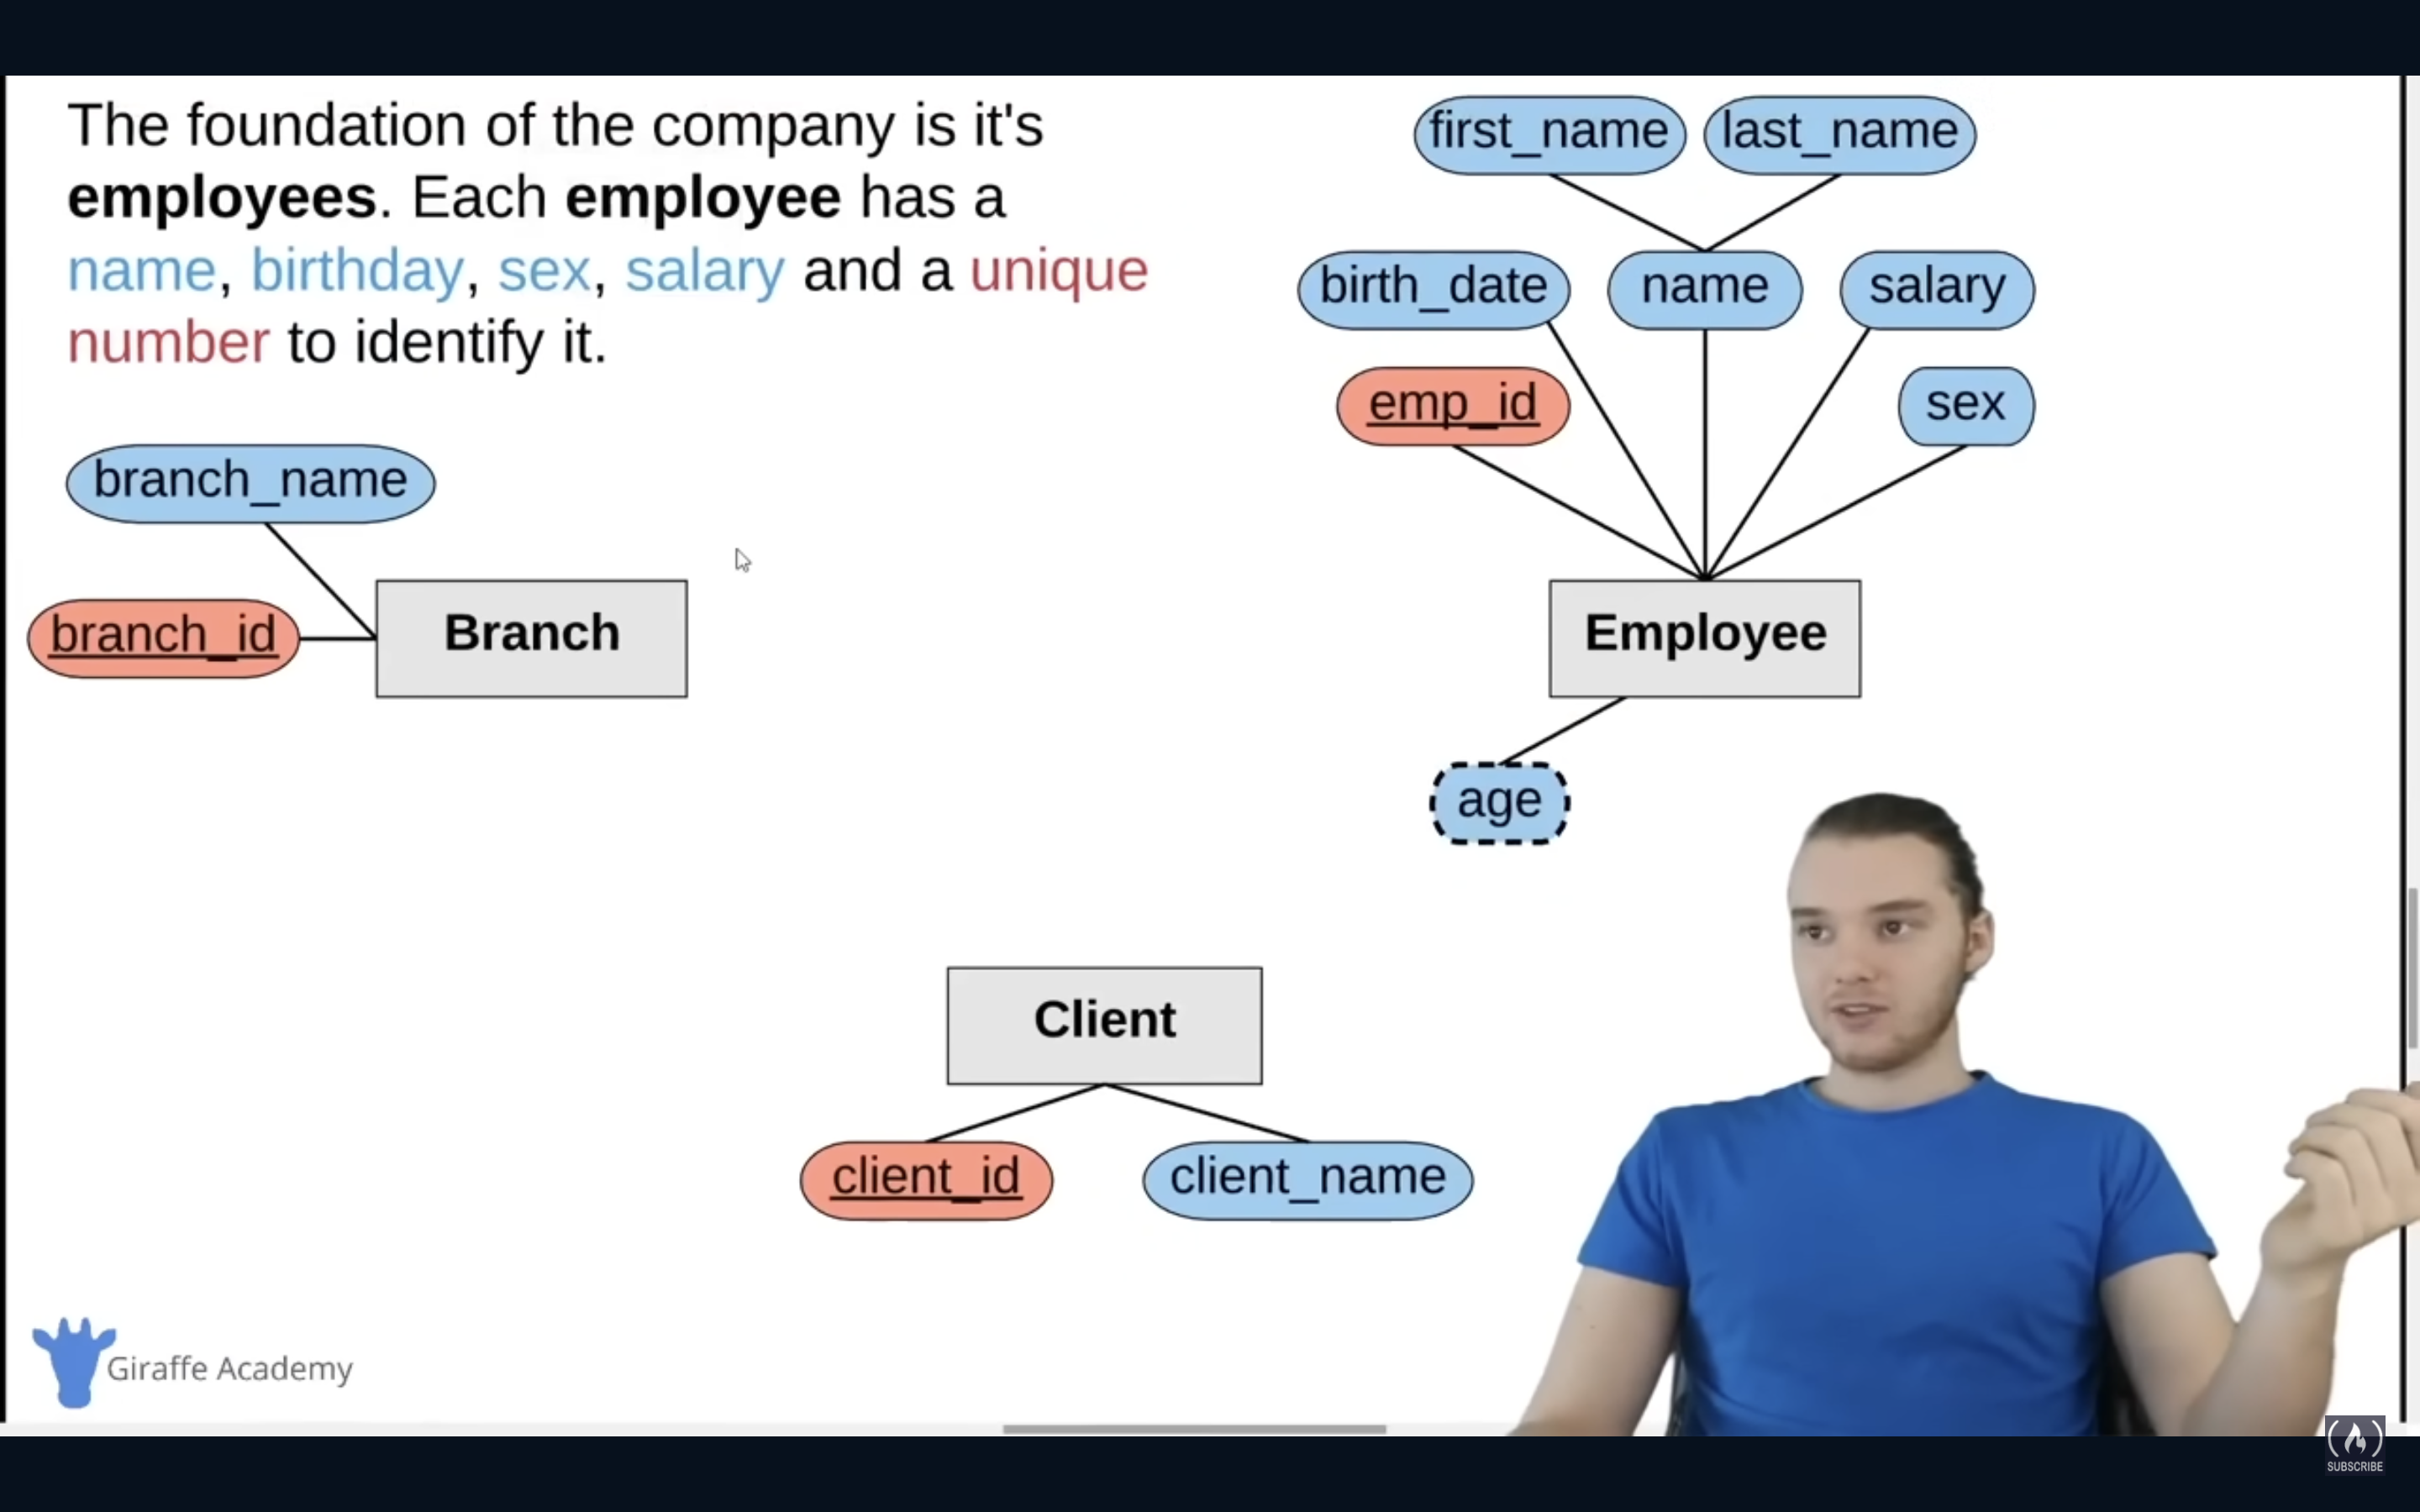 The foundation of the company is it's
employees. Each employee has a
name, birthday, sex, salary and a unique
number to identify it.
first_name
last_name
birth_date
name
salary
emp_id
sex
branch_name
branch_id
Branch
Employee
age
Client
client_id
client_name
Giraffe Academy
SUBSCRIBE